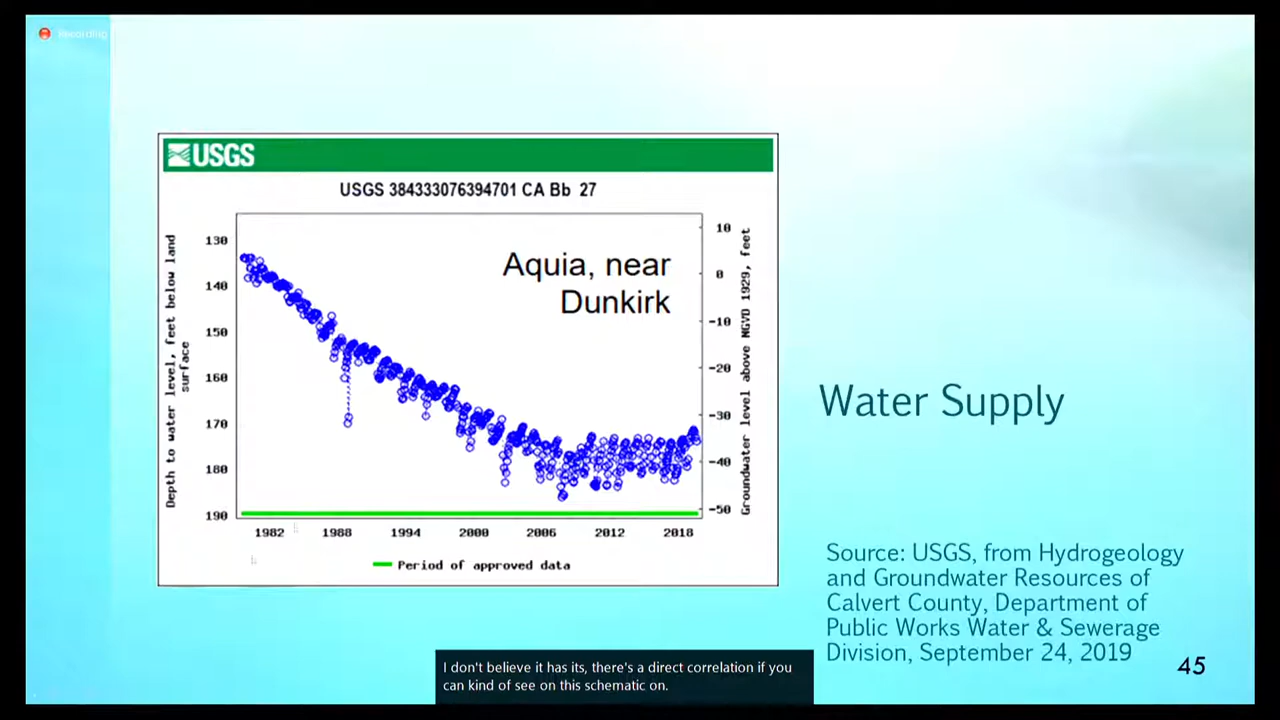 Recording
USGS
USGS 384333076394701 CA Bb 27
Depth to water level, feet below land
surface
130
140
150
160
170
180
190
Aquia, near
Dunkirk
10
0
-10
-20
-30
-40
-50
Groundwater level above NGVD 1929, feet
1982 1988 1994 2000 2006 2012 2018
Period of approved data
Water Supply
Source: USGS, from Hydrogeology
and Groundwater Resources of
Calvert County, Department of
Public Works Water & Sewerage
Division, September 24, 2019
45
I don't believe it has its, there's a direct correlation if you
can kind of see on this schematic on.